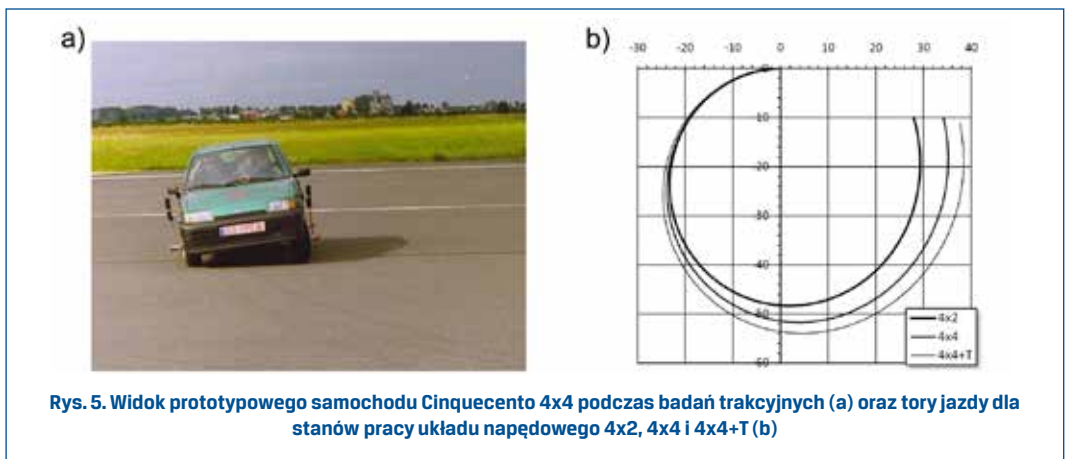 a)
b)
-30 -20 -10 0 10 20 30 40
10
20
-30
-40
-60
4x2
4x4
4x4+T
Rys. 5. Widok prototypowego samochodu Cinquecento 4x4 podczas badań trakcyjnych (a) oraz tory jazdy dla
stanów pracy układu napędowego 4x2, 4x4 i 4x4+T (b)